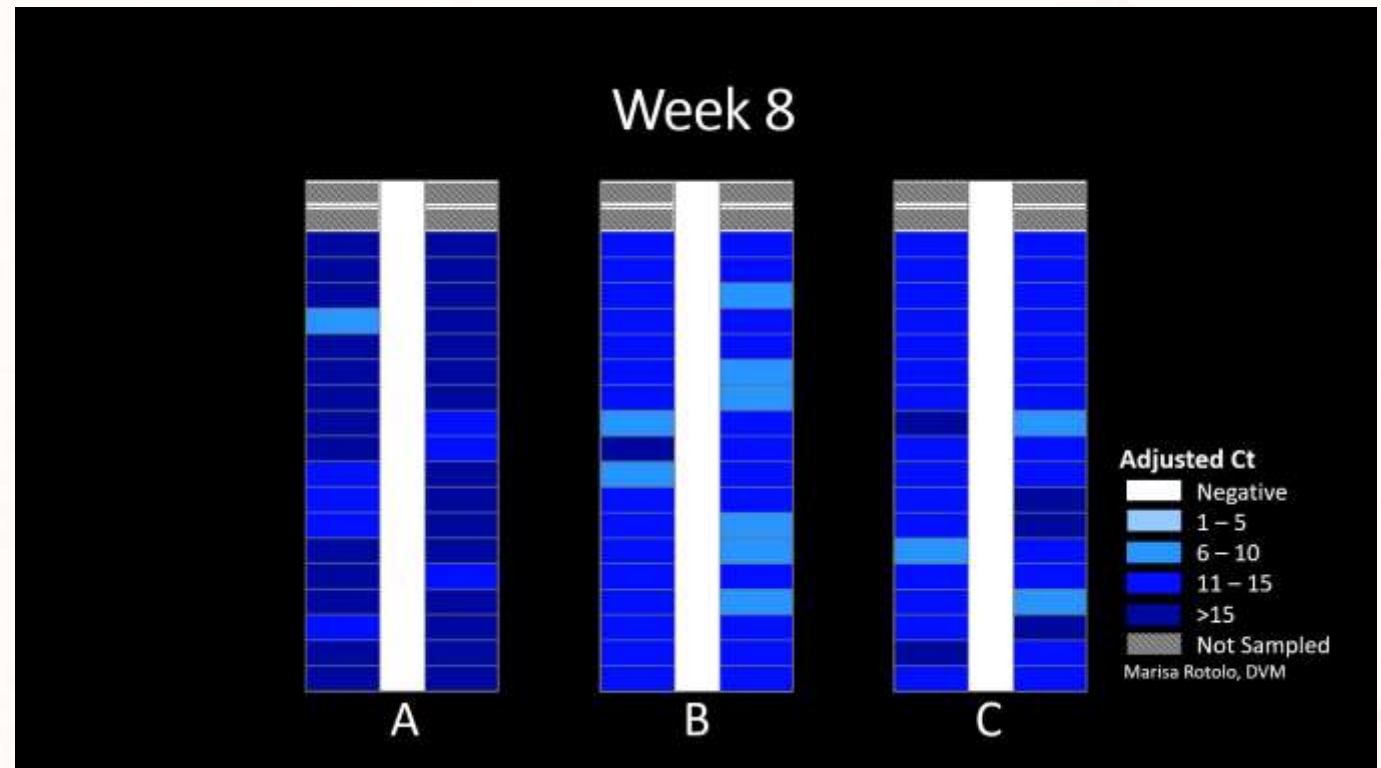 Week 8
Adjusted Ct
Negative
1 – 5
6 – 10
11 – 15
>15
Not Sampled
Marisa Rotolo, DVM
A
B
C